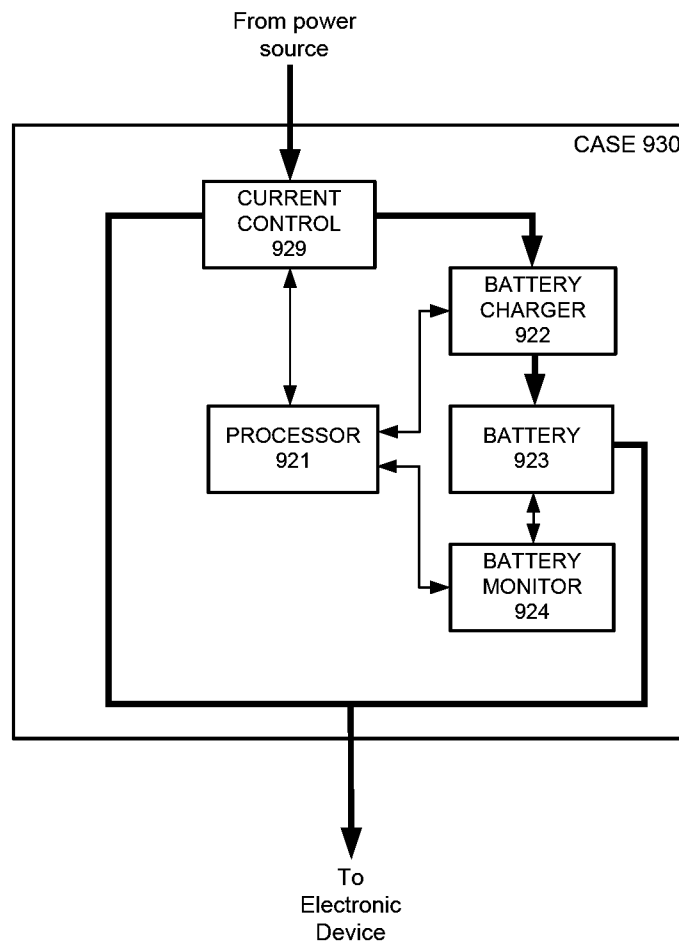 From power
source
CASE 930
CURRENT
CONTROL
929
BATTERY
CHARGER
922
PROCESSOR
921
BATTERY
923
BATTERY
MONITOR
924
To
Electronic
Device